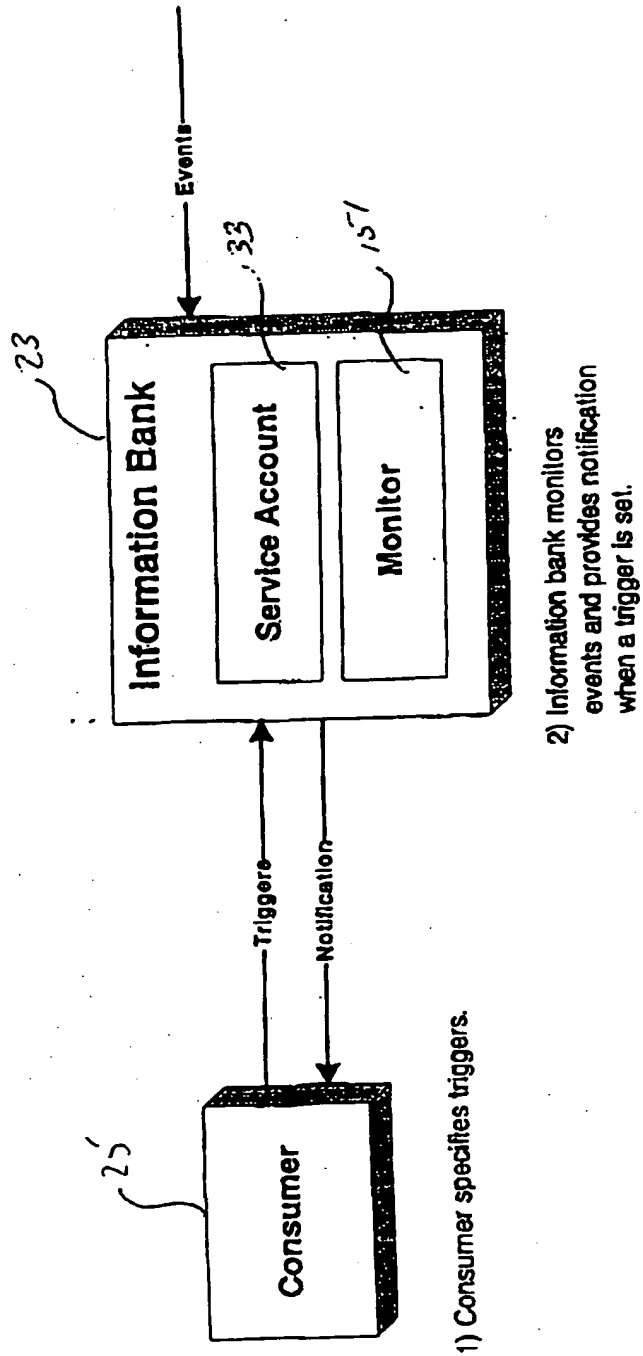 23
Information Bank
Service Account
33
Monitor
151
Events
Triggers
Notification
25
Consumer
1) Consumer specifies triggers.
2) Information bank monitors
events and provides notification
when a trigger is set.